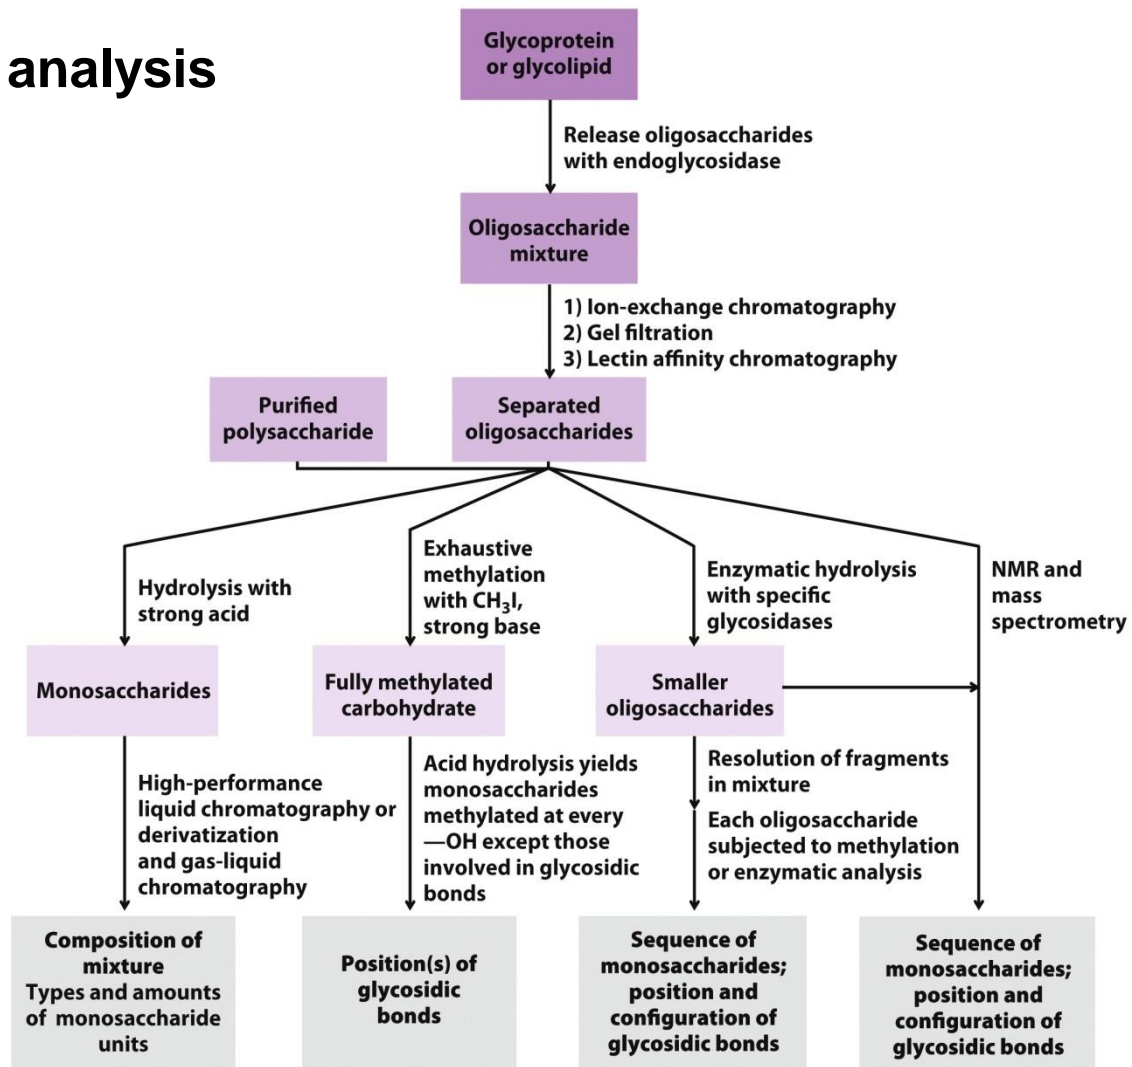 analysis
Glycoprotein
or glycolipid
Release oligosaccharides
with endoglycosidase
Oligosaccharide
mixture
1) Ion-exchange chromatography
2) Gel filtration
3) Lectin affinity chromatography
Purified
polysaccharide
Separated
oligosaccharides
Hydrolysis with
strong acid
Exhaustive
methylation
with CH₃I,
strong base
Enzymatic hydrolysis
with specific
glycosidases
NMR and
mass
spectrometry
Monosaccharides
Fully methylated
carbohydrate
Smaller
oligosaccharides
High-performance
liquid chromatography or
derivatization
and gas-liquid
chromatography
Acid hydrolysis yields
monosaccharides
methylated at every
—OH except those
involved in glycosidic
bonds
Resolution of fragments
in mixture
Each oligosaccharide
subjected to methylation
or enzymatic analysis
Composition of
mixture
Types and amounts
of monosaccharide
units
Position(s) of
glycosidic
bonds
Sequence of
monosaccharides;
position and
configuration of
glycosidic bonds
Sequence of
monosaccharides;
position and
configuration of
glycosidic bonds